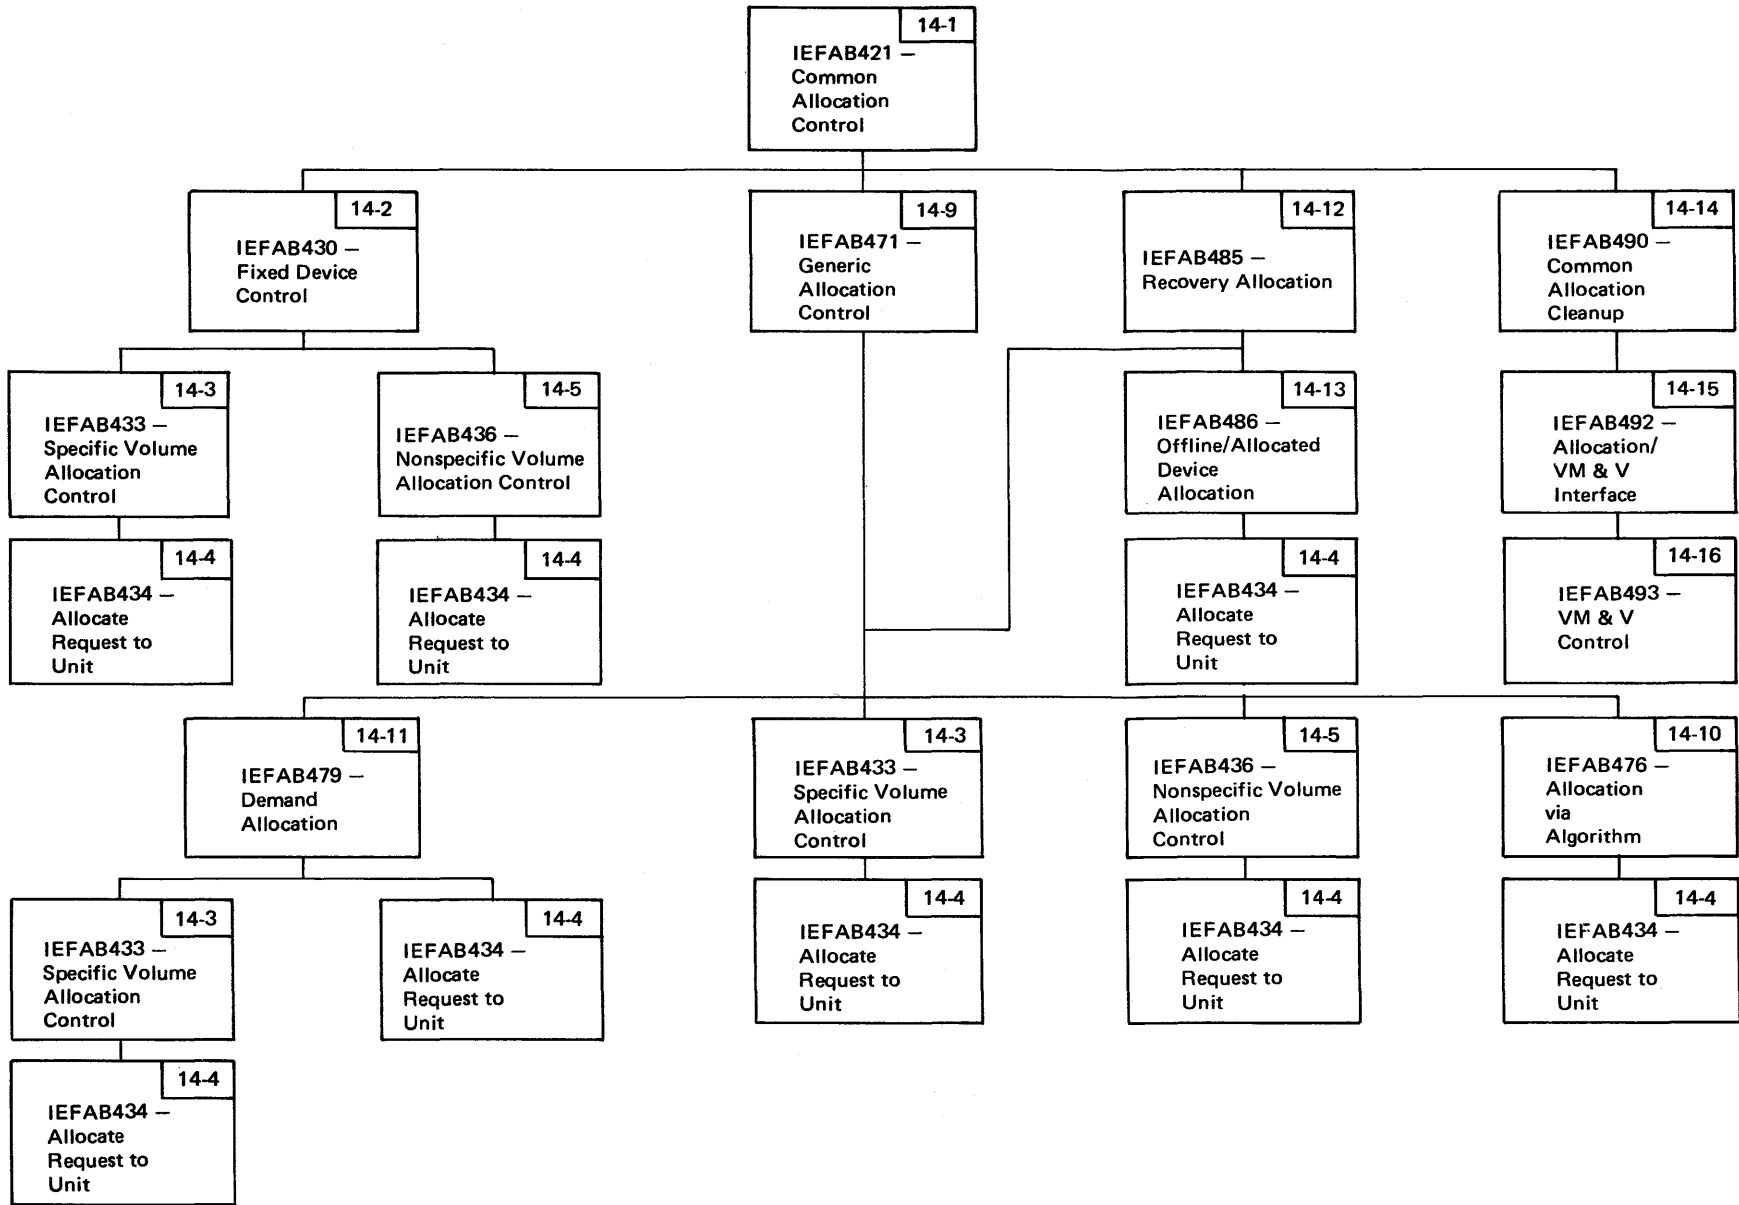 14-1
IEFAB421 —
Common
Allocation
Control
14-2
IEFAB430 —
Fixed Device
Control
14-9
IEFAB471 —
Generic
Allocation
Control
14-12
IEFAB485 —
Recovery Allocation
14-14
IEFAB490 —
Common
Allocation
Cleanup
14-3
IEFAB433 —
Specific Volume
Allocation
Control
14-5
IEFAB436 —
Nonspecific Volume
Allocation Control
14-13
IEFAB486 —
Offline/Allocated
Device
Allocation
14-15
IEFAB492 —
Allocation/
VM & V
Interface
14-4
IEFAB434 —
Allocate
Request to
Unit
14-4
IEFAB434 —
Allocate
Request to
Unit
14-4
IEFAB434 —
Allocate
Request to
Unit
14-16
IEFAB493 —
VM & V
Control
14-11
IEFAB479 —
Demand
Allocation
14-3
IEFAB433 —
Specific Volume
Allocation
Control
14-5
IEFAB436 —
Nonspecific Volume
Allocation
Control
14-10
IEFAB476 —
Allocation
via
Algorithm
14-3
IEFAB433 —
Specific Volume
Allocation
Control
14-4
IEFAB434 —
Allocate
Request to
Unit
14-4
IEFAB434 —
Allocate
Request to
Unit
14-4
IEFAB434 —
Allocate
Request to
Unit
14-4
IEFAB434 —
Allocate
Request to
Unit
14-4
IEFAB434 —
Allocate
Request to
Unit